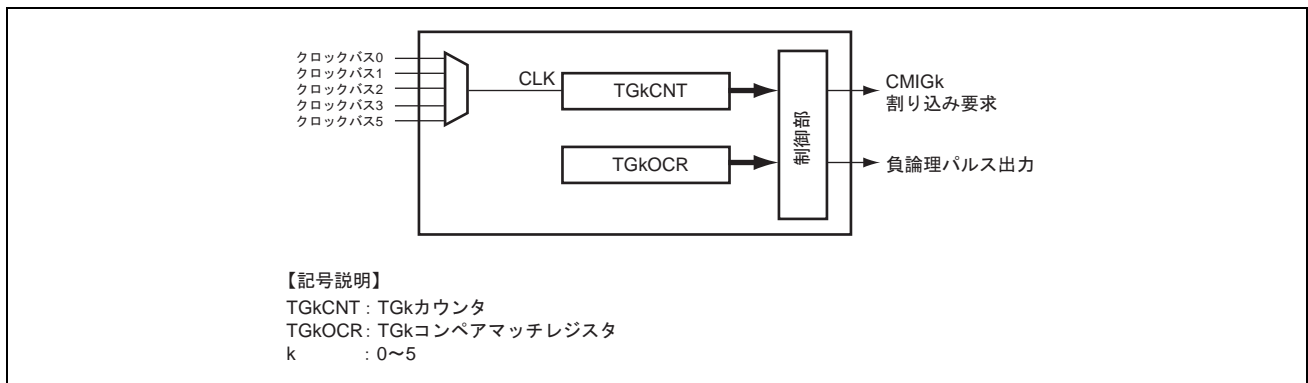 クロックバス0
クロックバス1
クロックバス2
クロックバス3
クロックバス5
CLK
TGkCNT
TGkOCR
制御部
CMIGk
割り込み要求
負論理パルス出力
【記号説明】
TGkCNT : TGkカウンタ
TGkOCR : TGkコンペアマッチレジスタ
k : 0～5